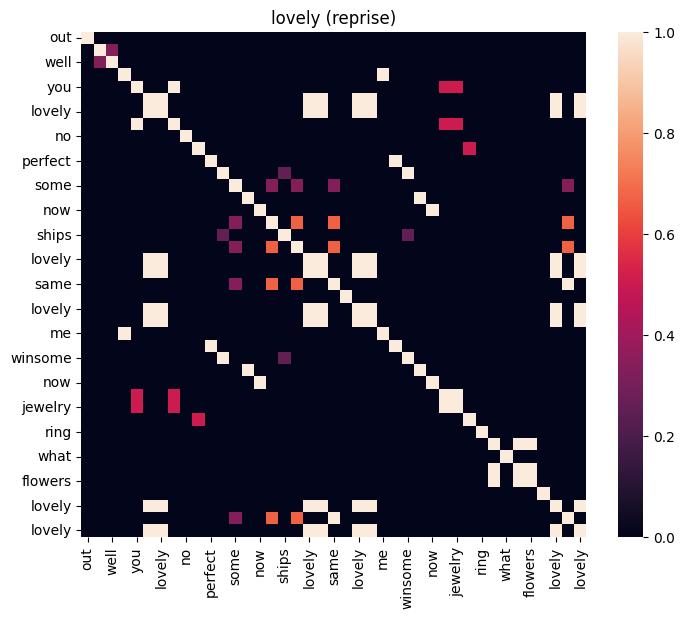 lovely (reprise)
out
well
you
lovely
no
perfect
some
now
ships
lovely
same
lovely
me
winsome
now
jewelry
ring
what
flowers
lovely
lovely
out
well
you
lovely
no
perfect
some
now
ships
lovely
same
lovely
me
winsome
now
jewelry
ring
what
flowers
lovely
lovely
1.0
0.8
0.6
0.4
0.2
0.0